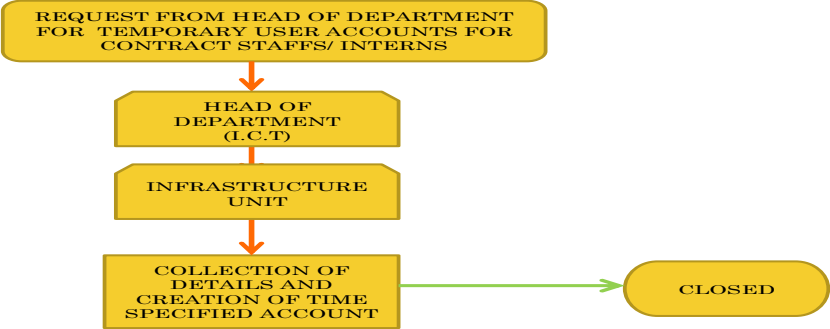 REQUEST FROM HEAD OF DEPARTMENT
FOR TEMPORARY USER ACCOUNTS FOR
CONTRACT STAFFS/ INTERNS
HEAD OF
DEPARTMENT
(I.C.T)
INFRASTRUCTURE
UNIT
COLLECTION OF
DETAILS AND
CREATION OF TIME
SPECIFIED ACCOUNT
CLOSED